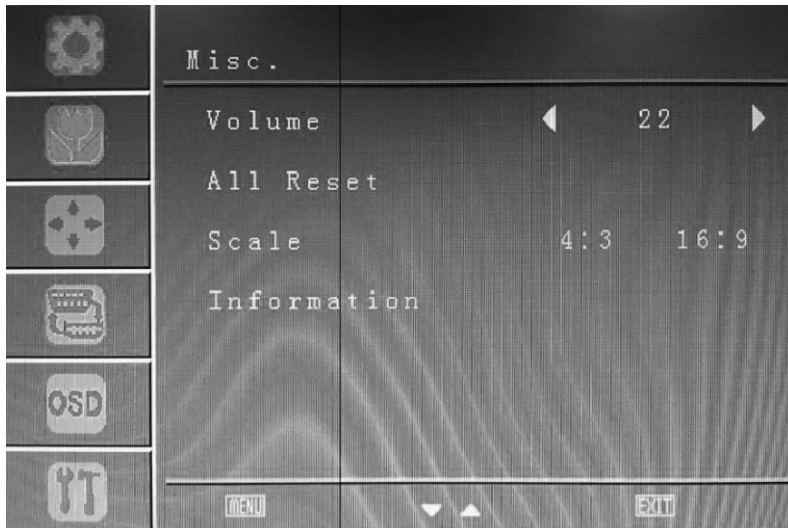 Misc.
Volume 22
All Reset
Scale 4:3 16:9
Information
OSD
MENU EXIT